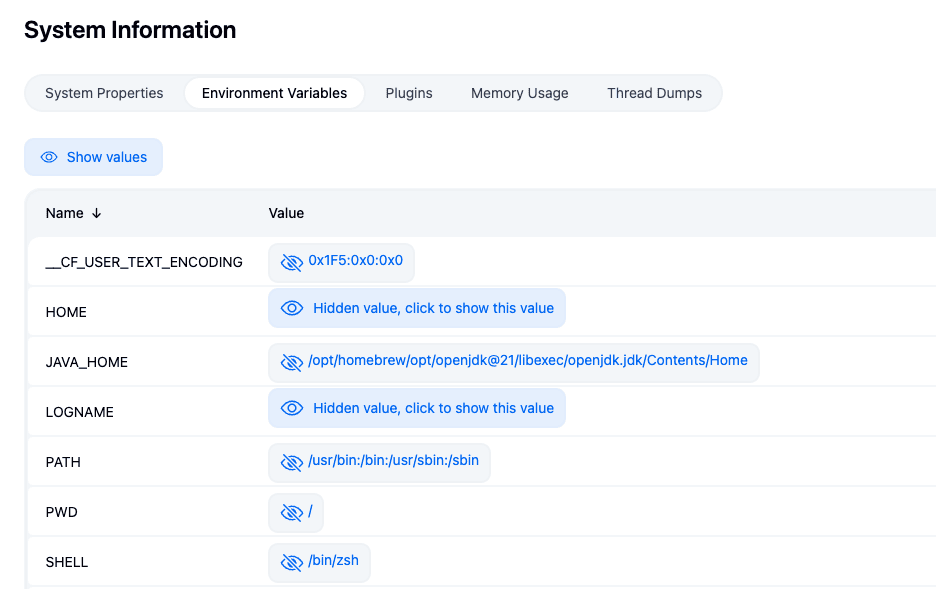 System Information
System Properties Environment Variables Plugins Memory Usage Thread Dumps
Show values
Name ↓ Value
__CF_USER_TEXT_ENCODING 0x1F5:0x0:0x0
HOME Hidden value, click to show this value
JAVA_HOME /opt/homebrew/opt/openjdk@21/libexec/openjdk.jdk/Contents/Home
LOGNAME Hidden value, click to show this value
PATH /usr/bin:/bin:/usr/sbin:/sbin
PWD /
SHELL /bin/zsh